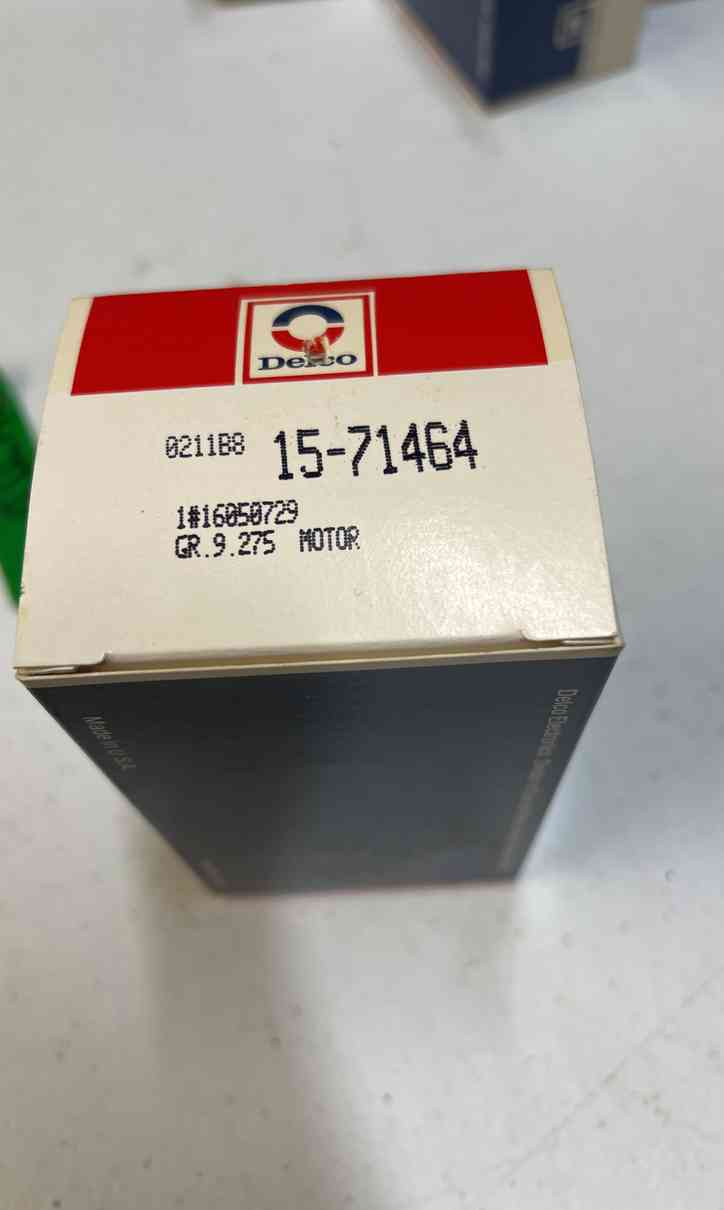 Delco
0211B8 15-71464
1#16050729
GR.9.275 MOTOR
Made in U.S.A.
Delco Electronics